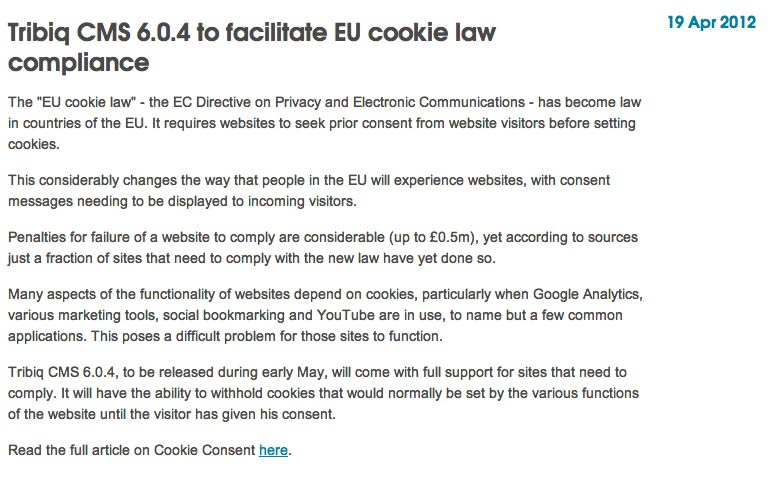 Tribiq CMS 6.0.4 to facilitate EU cookie law
compliance
19 Apr 2012
The "EU cookie law" - the EC Directive on Privacy and Electronic Communications - has become law
in countries of the EU. It requires websites to seek prior consent from website visitors before setting
cookies.
This considerably changes the way that people in the EU will experience websites, with consent
messages needing to be displayed to incoming visitors.
Penalties for failure of a website to comply are considerable (up to £0.5m), yet according to sources
just a fraction of sites that need to comply with the new law have yet done so.
Many aspects of the functionality of websites depend on cookies, particularly when Google Analytics,
various marketing tools, social bookmarking and YouTube are in use, to name but a few common
applications. This poses a difficult problem for those sites to function.
Tribiq CMS 6.0.4, to be released during early May, will come with full support for sites that need to
comply. It will have the ability to withhold cookies that would normally be set by the various functions
of the website until the visitor has given his consent.
Read the full article on Cookie Consent here.